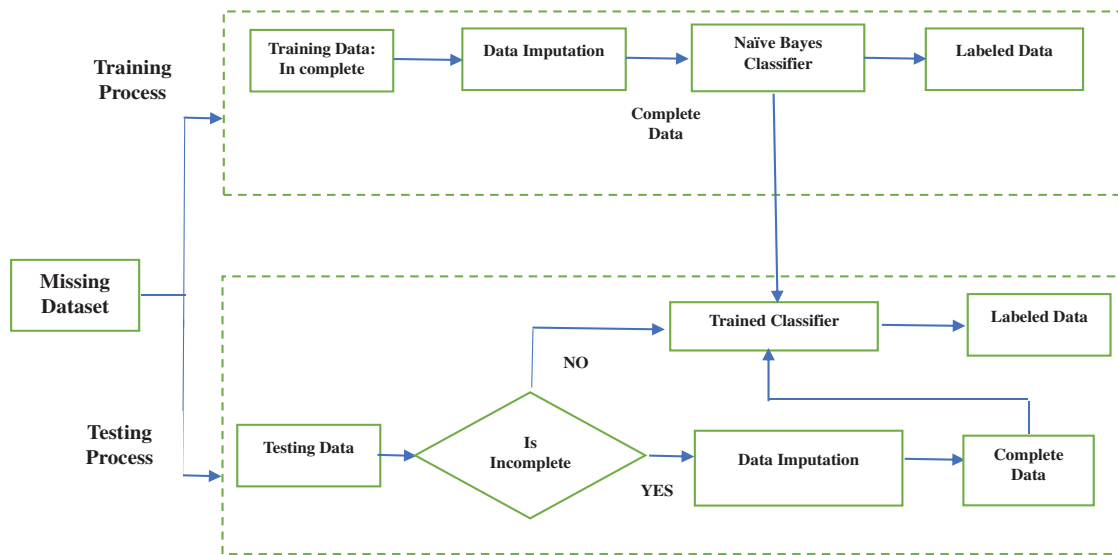 Training
Process
Training Data:
In complete
Data Imputation
Naïve Bayes
Classifier
Labeled Data
Complete
Data
Missing
Dataset
Testing
Process
Trained Classifier
Labeled Data
NO
Testing Data
Is
Incomplete
YES
Data Imputation
Complete
Data